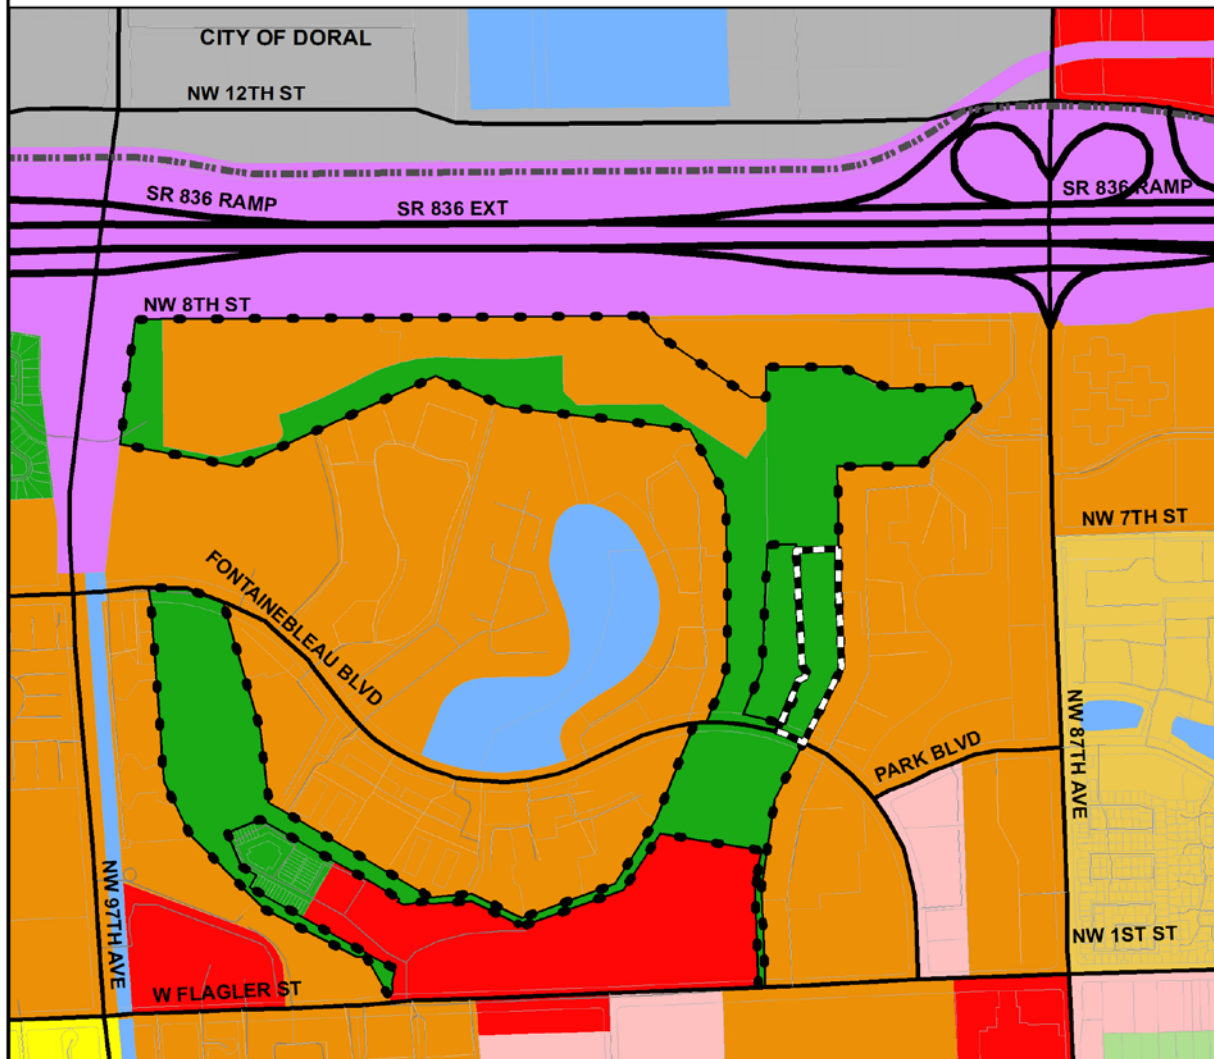 CITY OF DORAL
NW 12TH ST
SR 836 RAMP
SR 836 EXT
SR 836 RAMP
NW 8TH ST
NW 7TH ST
FONTAINEBLEAU BLVD
PARK BLVD
NW 87TH AVE
NW 97TH AVE
NW 1ST ST
W FLAGLER ST